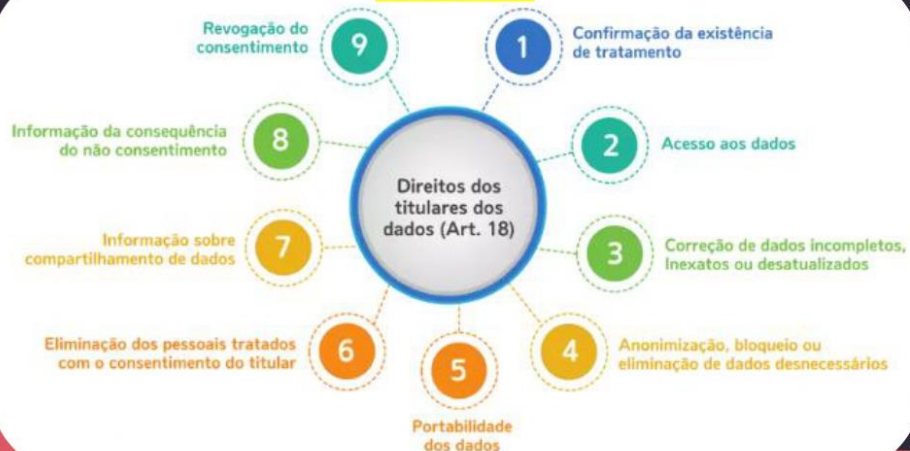 Direitos dos
titulares dos
dados (Art. 18)
1
Confirmação da existência
de tratamento
2
Acesso aos dados
3
Correção de dados incompletos,
Inexatos ou desatualizados
4
Anonimização, bloqueio ou
eliminação de dados desnecessários
5
Portabilidade
dos dados
6
Eliminação dos pessoais tratados
com o consentimento do titular
7
Informação sobre
compartilhamento de dados
8
Informação da consequência
do não consentimento
9
Revogação do
consentimento